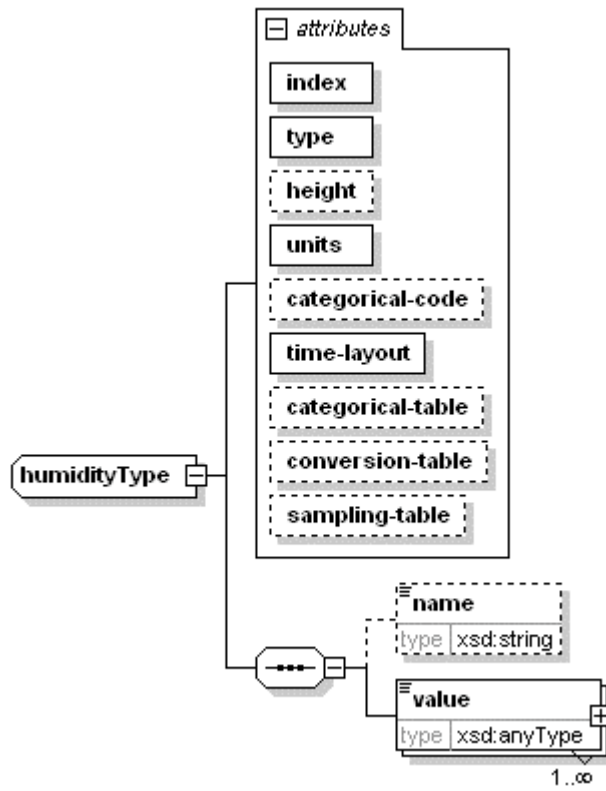 attributes
index
type
height
units
categorical-code
time-layout
categorical-table
conversion-table
sampling-table
humidityType
name
type xsd:string
value
type xsd:anyType
1..∞